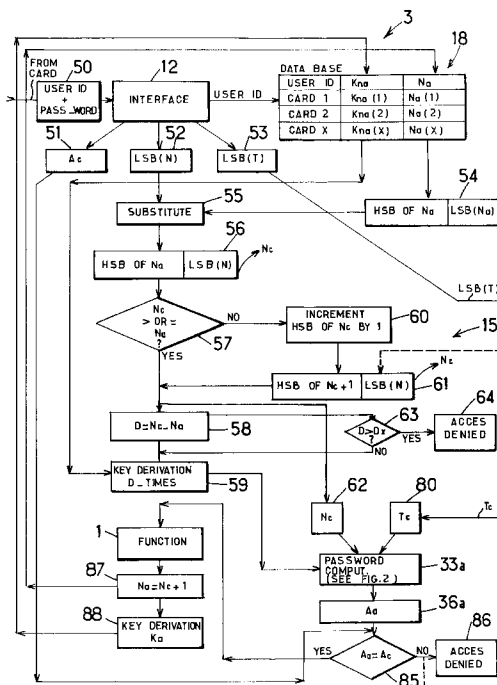 3
18
FROM CARD
50
12
DATA BASE
USER ID + PASS_WORD
INTERFACE
USER ID
USER ID Kna Na
CARD 1 Kna(1) Na(1)
CARD 2 Kna(2) Na(2)
CARD X Kna(X) Na(X)
51
52
53
Ac
LSB(N)
LSB(T)
54
55
SUBSTITUTE
HSB OF Na LSB(Na)
56
HSB OF Na LSB(N)
Nc
LSB(T)
Nc > OR = Na ?
NO
57
YES
INCREMENT HSB OF NC BY 1
60
15
Nc
HSB OF NC+1 LSB(N)
61
64
63
D=Nc-Na
58
D>Dx ?
YES
NO
ACCES DENIED
KEY DERIVATION D_TIMES
59
62
80
Nc
Tc
Tc
1
FUNCTION
PASSWORD COMPUT. (SEE FIG.2)
33a
87
Na=Nc+1
Aa
36a
88
KEY DERIVATION Ka
86
YES
Aa=Ac
NO
ACCES DENIED
85